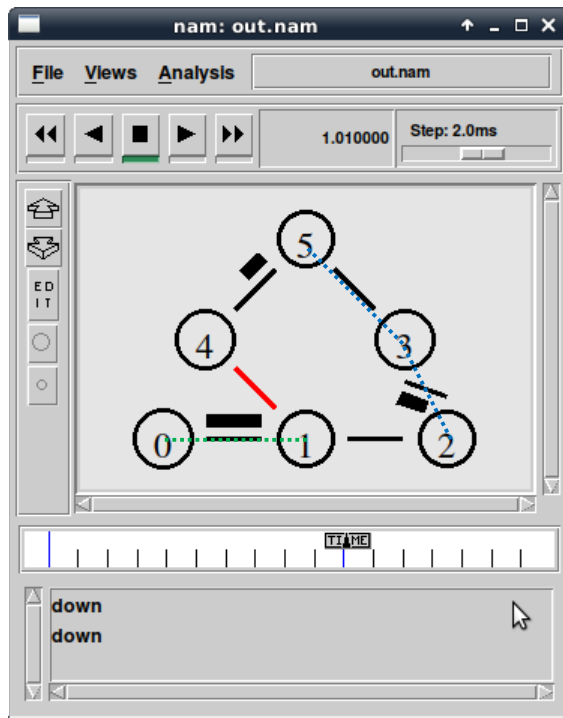 nam: out.nam
File Views Analysis out.nam
1.010000 Step: 2.0ms
ED
IT
5
4 3
0 1 2
TIME
down
down